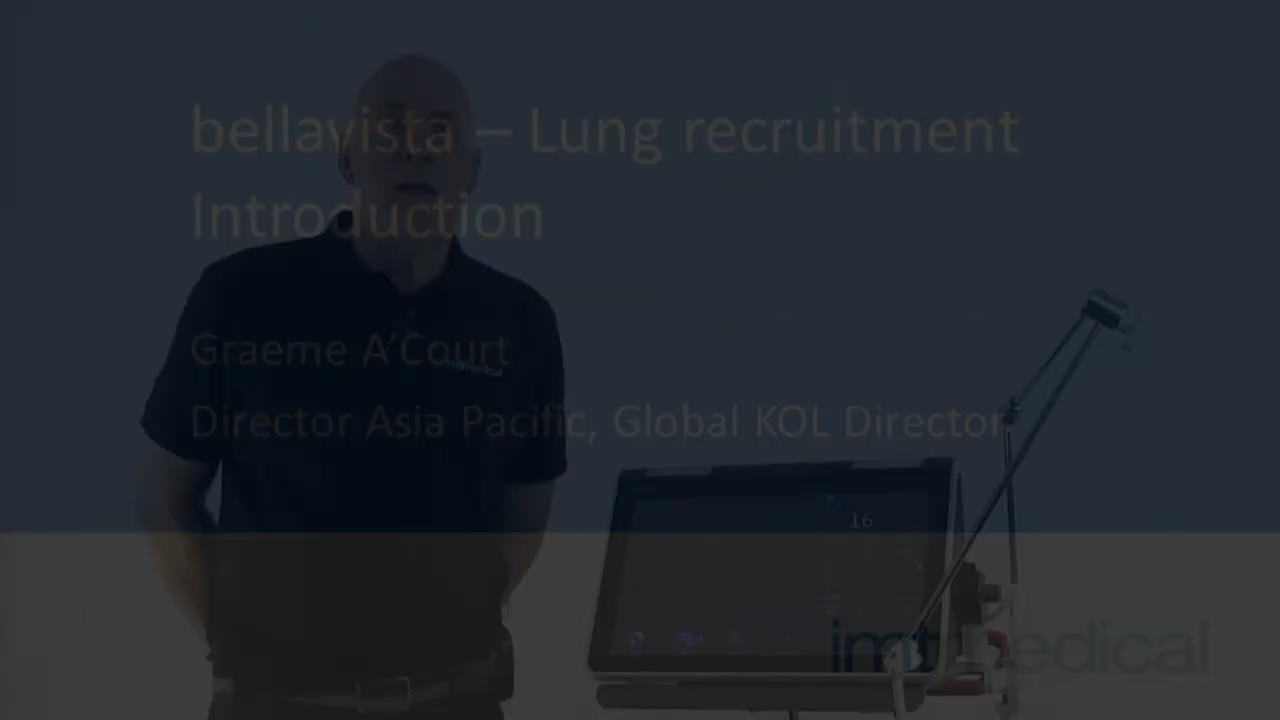 bellavista – Lung recruitment
Introduction
Graeme A'Court
Director Asia Pacific, Global KOL Director
16
imtmedical